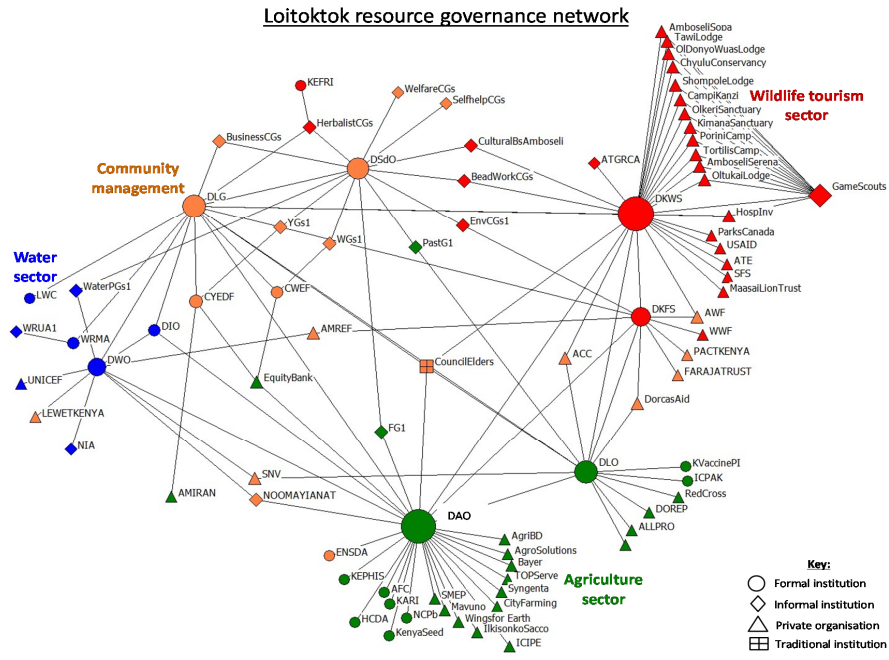 Loitoktok resource governance network
AmboseliSopa
TawiLodge
OlDonyoWuasLodge
ChyuluConservancy
ShompoleLodge
CampiKanzi
OlkeriSanctuary
KimanaSanctuary
PoriniCamp
TortilisCamp
AmboseliSerena
OltukaiLodge
Wildlife tourism
sector
GameScouts
KEFRI
WelfareCGs
SelfhelpCGs
HerbalistCGs
BusinessCGs
CulturalBsAmboseli
DSdO
ATGRCA
BeadWorkCGs
Community
management
DLG
DKWS
HospInv
EnvCGs1
YGs1
WGs1
PastG1
ParksCanada
USAID
ATE
SFS
MaasaiLionTrust
Water
sector
LWC
WaterPGs1
CYEDF
CWEF
WRUA1
WRMA
DIO
AMREF
DKFS
AWF
WWF
DWO
CouncilElders
ACC
PACTKENYA
FARAJATRUST
UNICEF
EquityBank
LEWETKENYA
DorcasAid
NIA
FG1
SNV
DLO
KVaccinePI
ICPAK
RedCross
AMIRAN
NOOMAYIANAT
DAO
DOREP
ALLPRO
AgriBD
AgroSolutions
Bayer
TOPServe
Syngenta
CityFarming
Agriculture
sector
ENSDA
KEPHIS
AFC
KARI
HCDA
NCPb
KenyaSeed
SMEP
Mavuno
Wingsfor Earth
IlkisonkoSacco
ICIPE
Key:
Formal institution
Informal institution
Private organisation
Traditional institution